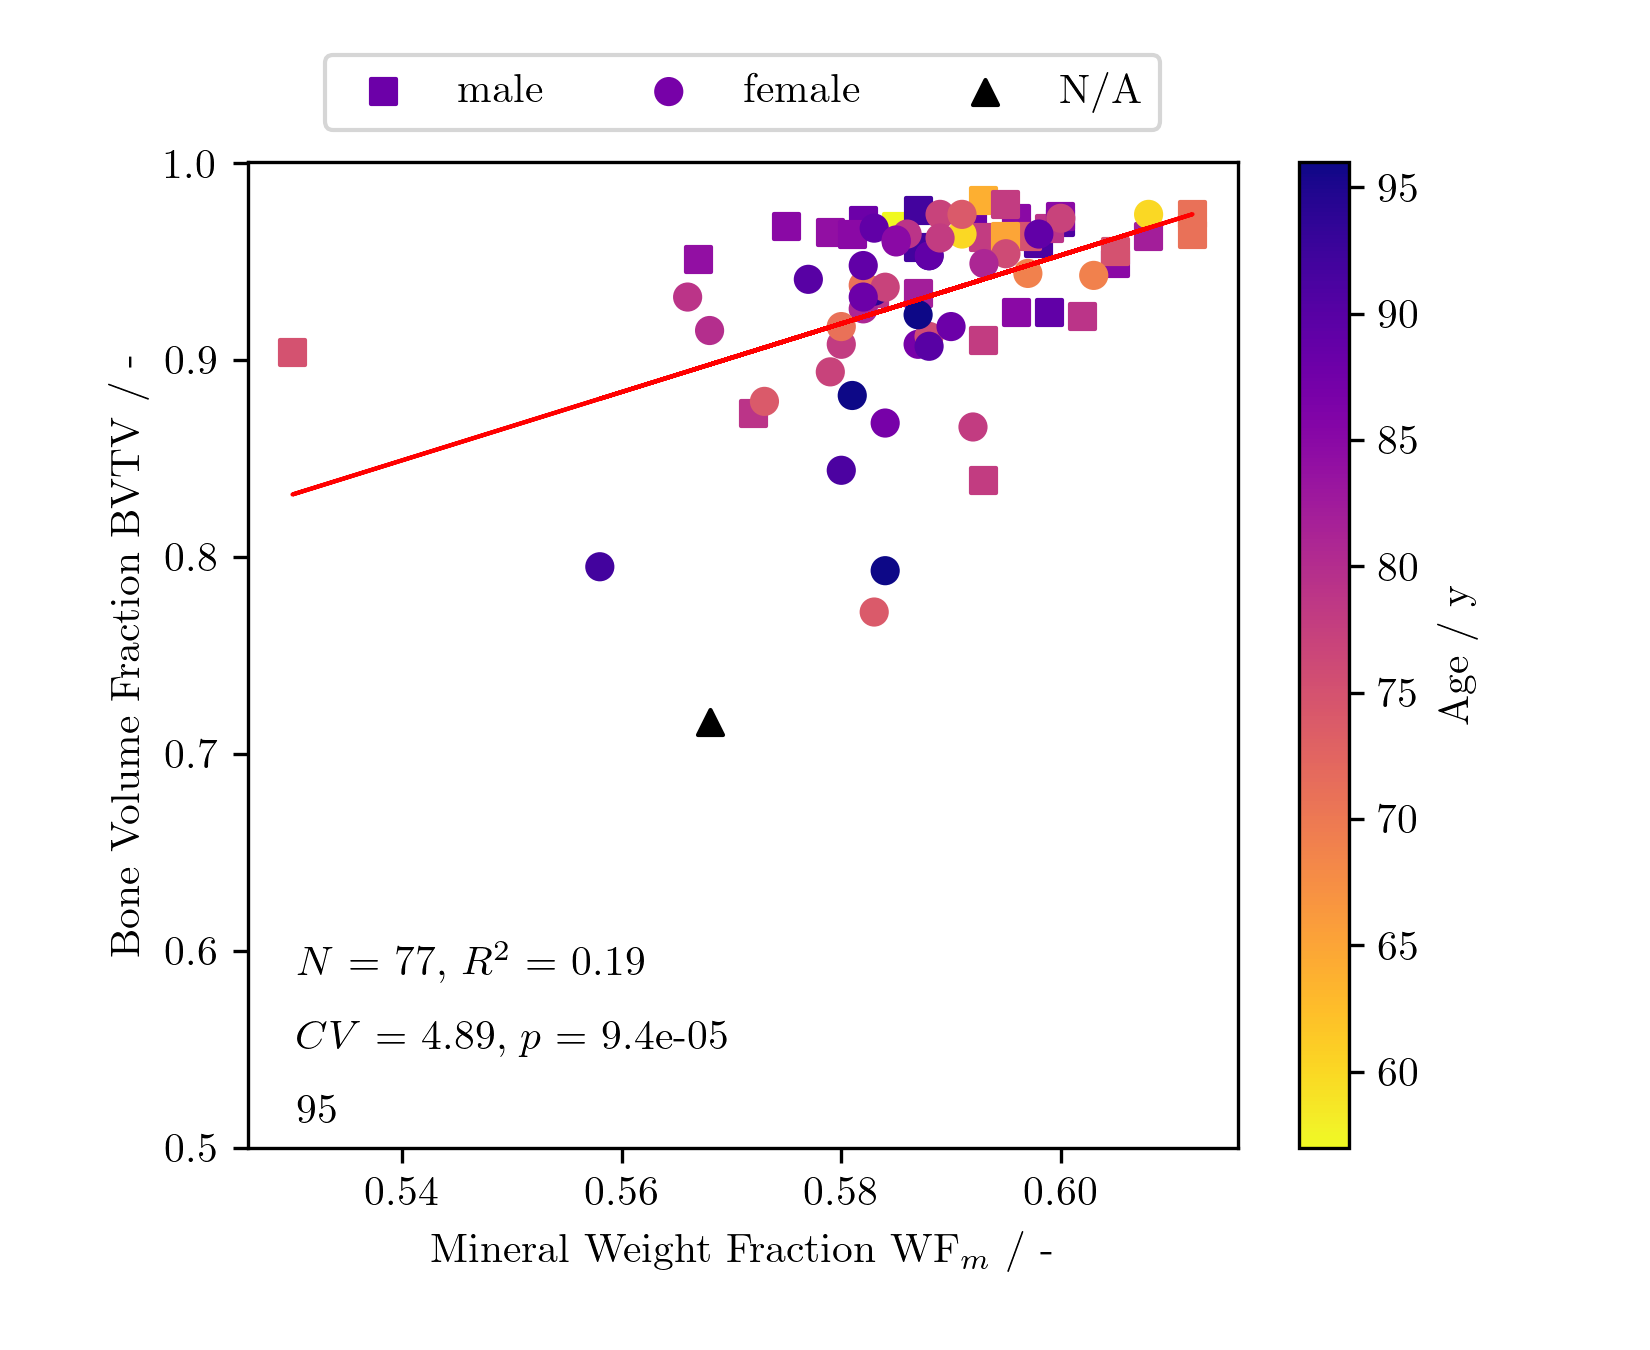 male female N/A
1.0
0.9
0.8
0.7
0.6
0.5
Bone Volume Fraction BVTV / -
N = 77, R² = 0.19
CV = 4.89, p = 9.4e-05
95
0.54 0.56 0.58 0.60
Mineral Weight Fraction WFₘ / -
95
90
85
80
75
70
65
60
Age / y